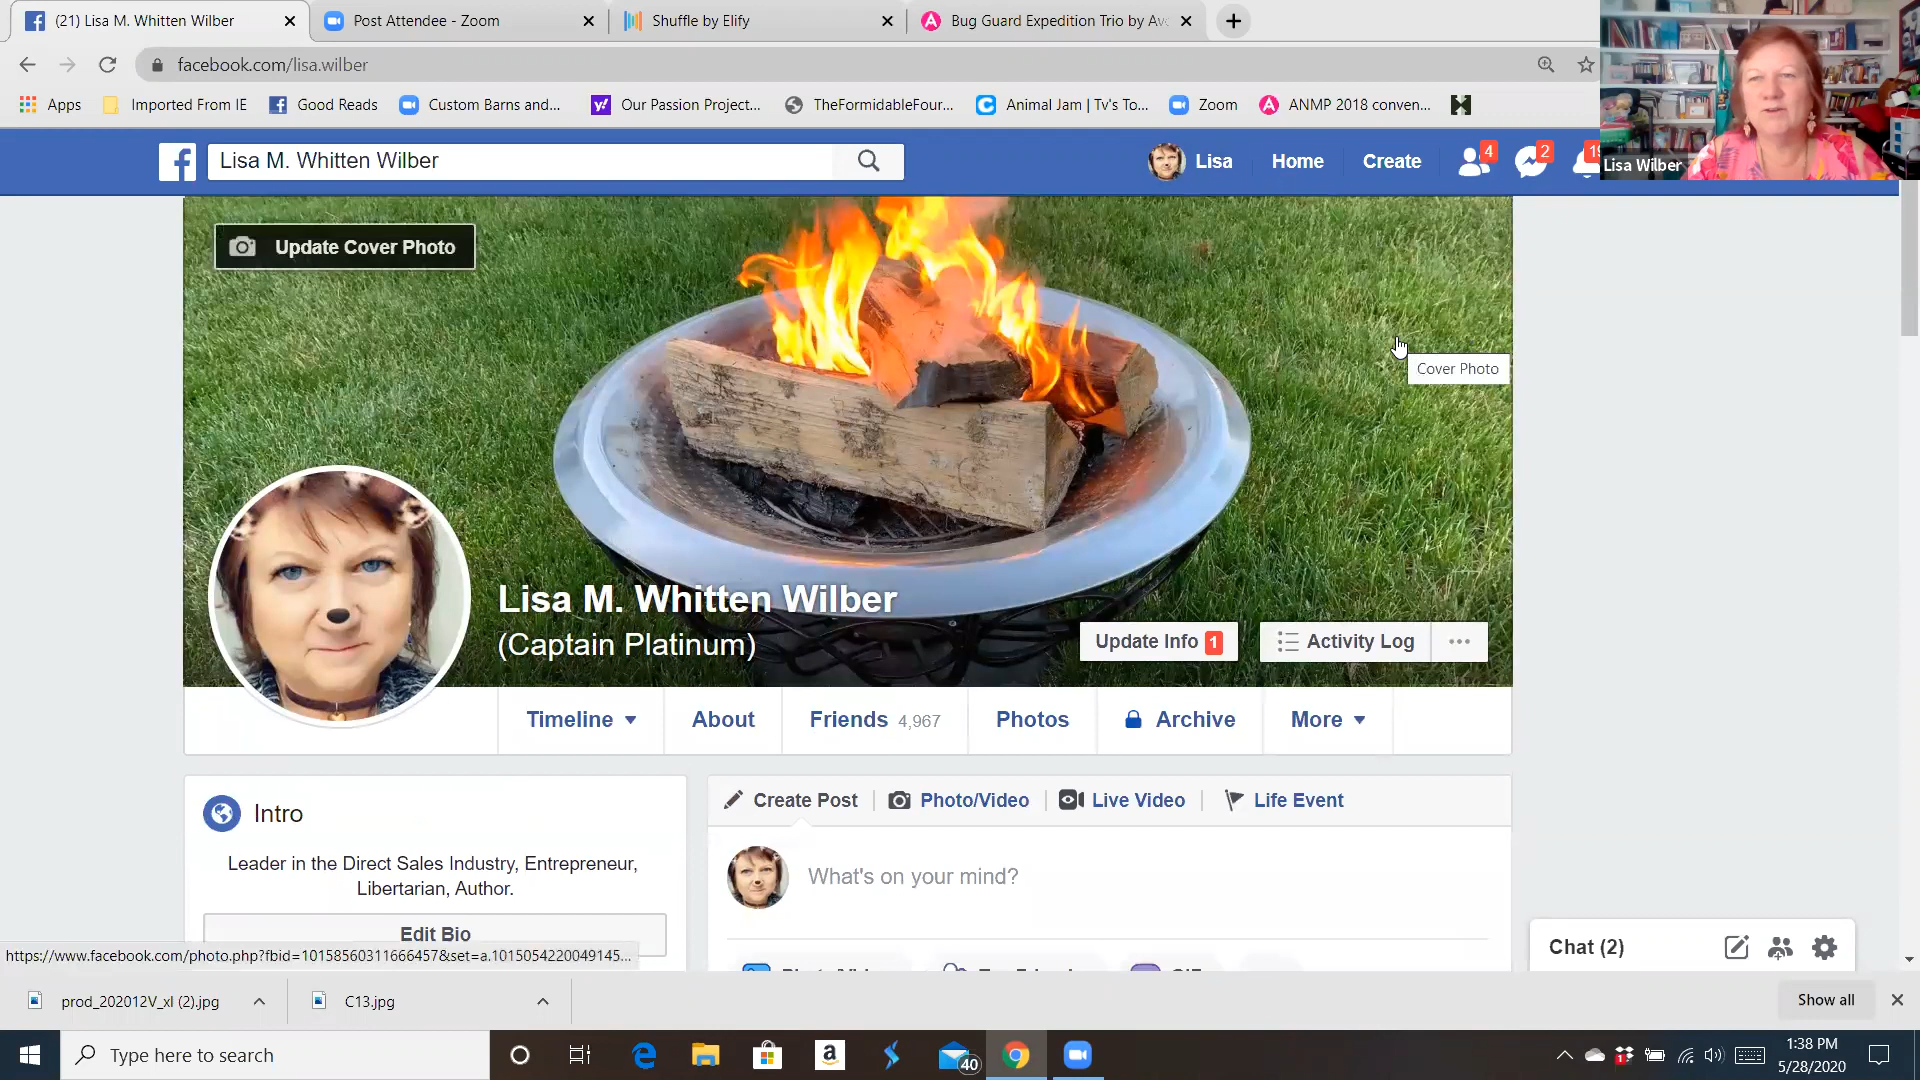 (21) Lisa M. Whitten Wilber
Post Attendee - Zoom
Shuffle by Elify
Bug Guard Expedition Trio by Avo
facebook.com/lisa.wilber
Apps
Imported From IE
Good Reads
Custom Barns and...
Our Passion Project...
TheFormidableFour...
Animal Jam | Tv's To...
Zoom
ANMP 2018 conven...
Lisa Wilber
Lisa M. Whitten Wilber
Lisa
Home
Create
4
2
19
Update Cover Photo
Cover Photo
Lisa M. Whitten Wilber
(Captain Platinum)
Update Info 1
Activity Log
Timeline
About
Friends 4,967
Photos
Archive
More
Intro
Leader in the Direct Sales Industry, Entrepreneur,
Libertarian, Author.
Edit Bio
Create Post
Photo/Video
Live Video
Life Event
What's on your mind?
Chat (2)
https://www.facebook.com/photo.php?fbid=10158560311666457&set=a.1015054220049145...
prod_202012V_xl (2).jpg
C13.jpg
Show all
Type here to search
40
1
1:38 PM
5/28/2020